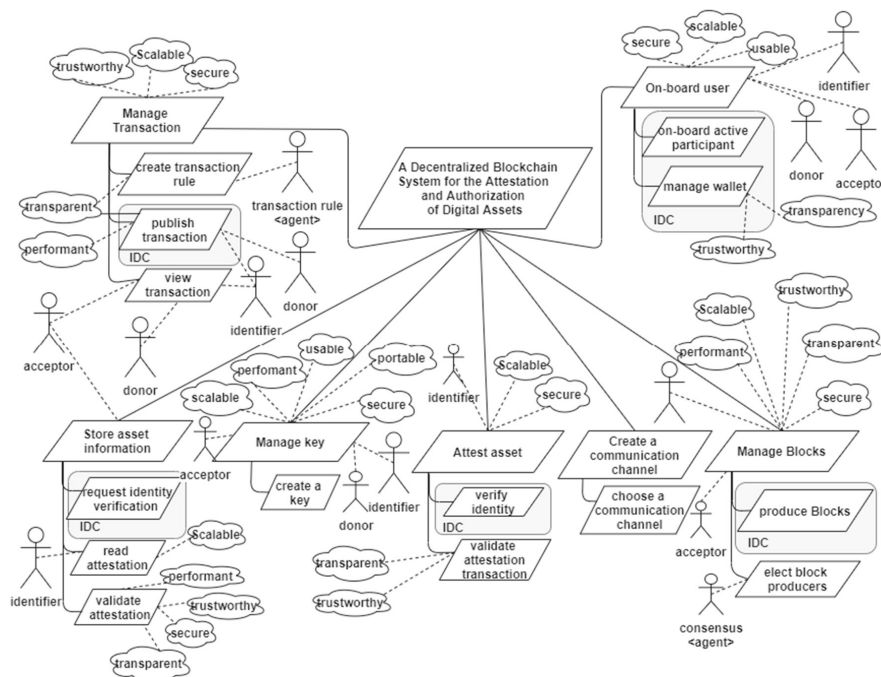 trustworthy
Scalable
secure
Manage
Transaction
create transaction
rule
transaction rule
<agent>
transparent
performant
publish
transaction
IDC
view
transaction
donor
identifier
acceptor
donor
A Decentralized Blockchain
System for the Attestation
and Authorization
of Digital Assets
secure
scalable
usable
On-board user
identifier
donor
accepto
on-board active
participant
manage wallet
IDC
transparency
trustworthy
Store asset
information
request identity
verification
IDC
read
attestation
Scalable
identifier
validate
attestation
performant
trustworthy
secure
transparent
scalable
perfomant
usable
portable
secure
Manage key
acceptor
create a
key
donor
identifier
identifier
Scalable
secure
Attest asset
verify
identity
IDC
validate
attestation
transaction
transparent
trustworthy
Create a
communication
channel
choose a
communication
channel
Scalable
trustworthy
performant
transparent
secure
Manage Blocks
acceptor
produce Blocks
IDC
elect block
producers
consensus
<agent>